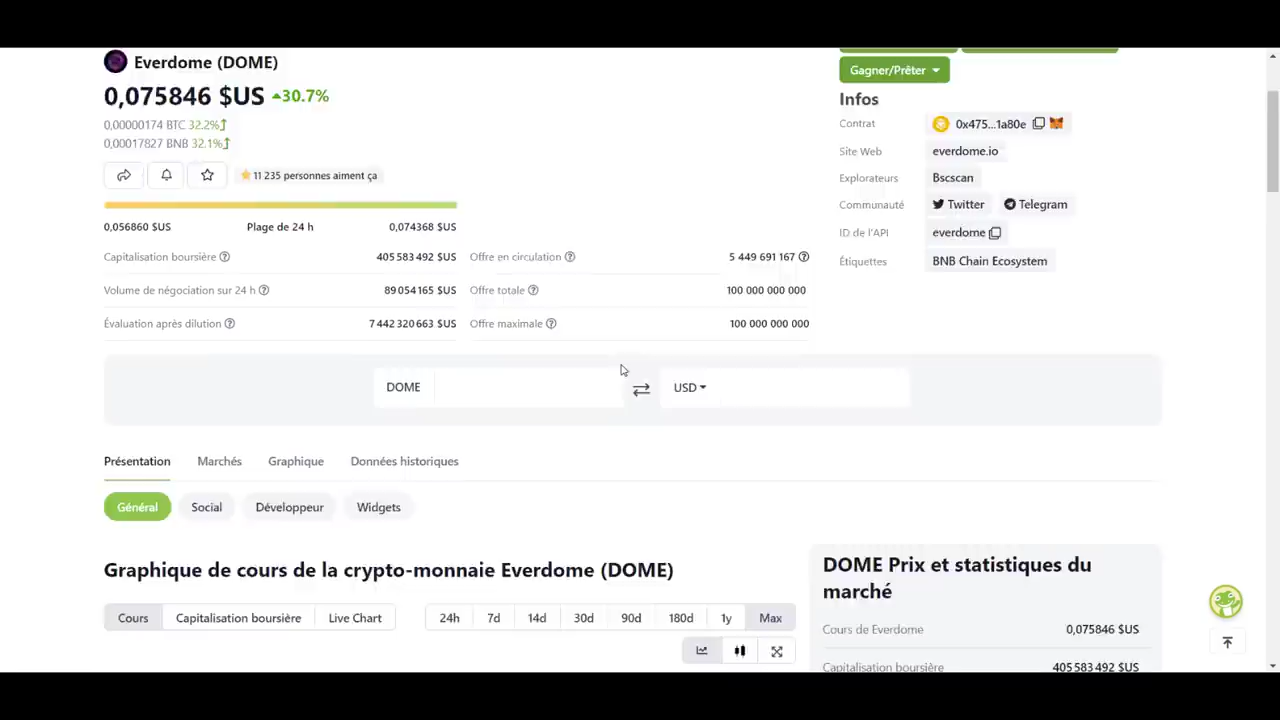 Everdome (DOME)
0,075846 $US 30.7%
0,00000174 BTC 32.2%
0,00017827 BNB 32.1%
11 235 personnes aiment ça
0,056860 $US Plage de 24 h 0,074368 $US
Capitalisation boursière 405 583 492 $US
Volume de négociation sur 24 h 89 054 165 $US
Évaluation après dilution 7 442 320 663 $US
Offre en circulation 5 449 691 167
Offre totale 100 000 000 000
Offre maximale 100 000 000 000
Gagner/Prêter
Infos
Contrat 0x475...1a80e
Site Web everdome.io
Explorateurs Bscscan
Communauté Twitter Telegram
ID de l'API everdome
Étiquettes BNB Chain Ecosystem
DOME USD
Présentation Marchés Graphique Données historiques
Général Social Développeur Widgets
Graphique de cours de la crypto-monnaie Everdome (DOME)
Cours Capitalisation boursière Live Chart 24h 7d 14d 30d 90d 180d 1y Max
DOME Prix et statistiques du
marché
Cours de Everdome 0,075846 $US
Capitalisation boursière 405 583 492 $US